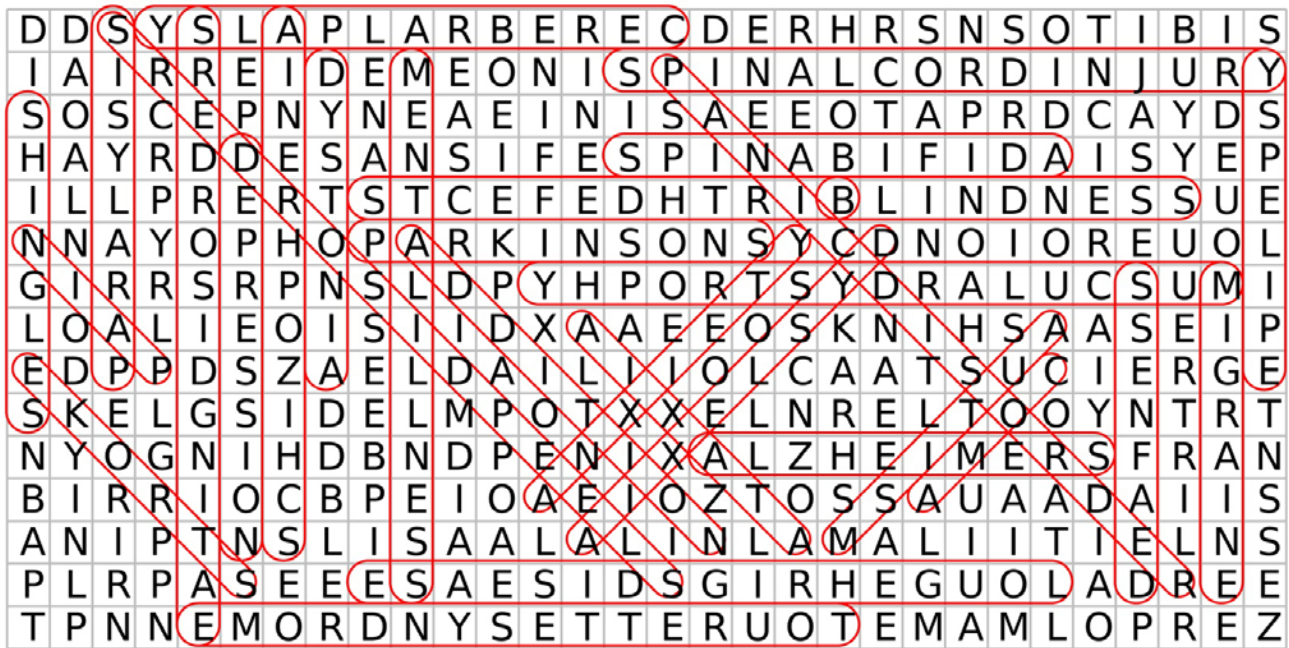 D D S Y S L A P L A R B E R E C D E R H R S N S O T I B I S
I A I R R E I D E M E O N I S P I N A L C O R D I N J U R Y
S O S C E P N Y N E A E I N I S A E E O T A P R D C A Y D S
H A Y R D D E S A N S I F E S P I N A B I F I D A I S Y E P
I L L P R E R T S T C E F E D H T R I B L I N D N E S S U E
N N A Y O P H O P A R K I N S O N S Y C D N O I O R E U O L
G I R R S R P N S L D P Y H P O R T S Y D R A L U C S U M I
L O A L I E O I S I I D X A A E E O S K N I H S A A S E I P
E D P P D S Z A E L D A I L I I O L C A A T S U C I E R G E
S K E L G S I D E L M P O T X X E L N R E L T O O Y N T R T
N Y O G N I H D B N D P E N I X A L Z H E I M E R S F R A N
B I R R I O C B P E I O A E I O Z T O S S A U A A D A I I S
A N I P T N S L I S A A L A L I N L A M A L I I T I E L N S
P L R P A S E E E S A E S I D S G I R H E G U O L A D R E E
T P N N E M O R D N Y S E T T E R U O T E M A M L O P R E Z